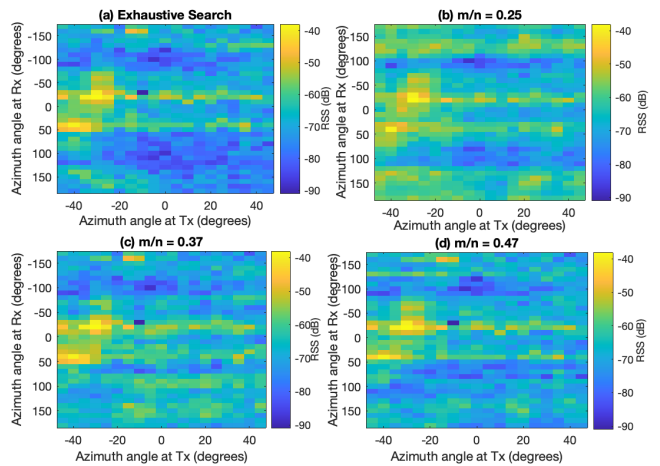 (a) Exhaustive Search
-150
-100
-50
0
50
100
150
Azimuth angle at Rx (degrees)
-40 -20 0 20 40
Azimuth angle at Tx (degrees)
-40
-50
-60
-70
-80
-90
RSS (dB)
(b) m/n = 0.25
-150
-100
-50
0
50
100
150
Azimuth angle at Rx (degrees)
-40 -20 0 20 40
Azimuth angle at Tx (degrees)
-40
-50
-60
-70
-80
-90
RSS (dB)
(c) m/n = 0.37
-150
-100
-50
0
50
100
150
Azimuth angle at Rx (degrees)
-40 -20 0 20 40
Azimuth angle at Tx (degrees)
-40
-50
-60
-70
-80
-90
RSS (dB)
(d) m/n = 0.47
-150
-100
-50
0
50
100
150
Azimuth angle at Rx (degrees)
-40 -20 0 20 40
Azimuth angle at Tx (degrees)
-40
-50
-60
-70
-80
-90
RSS (dB)